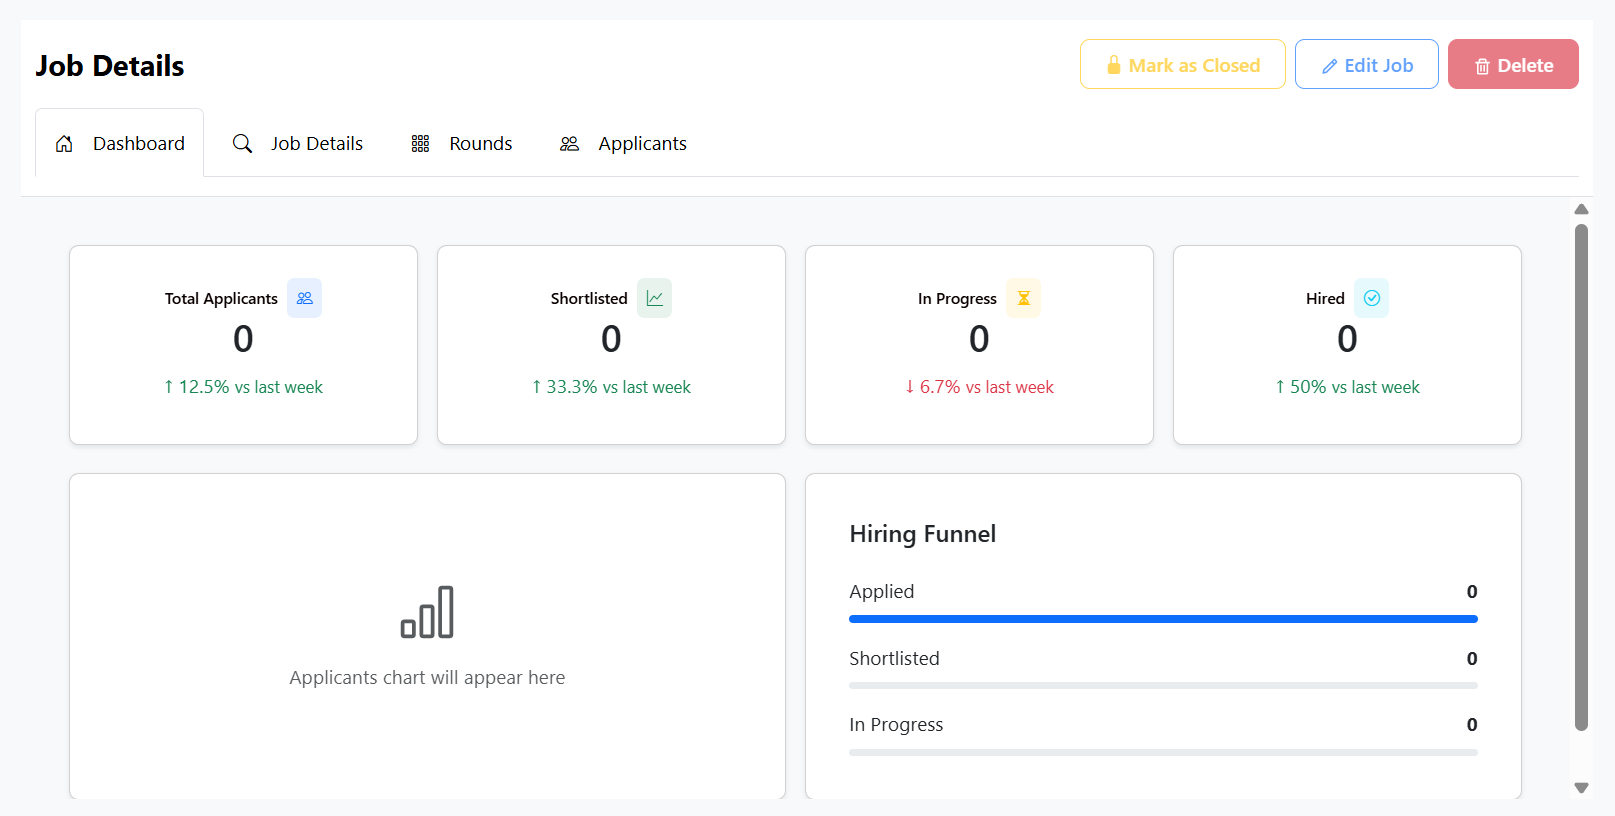 Job Details
Mark as Closed
Edit Job
Delete
Dashboard
Job Details
Rounds
Applicants
Total Applicants
0
↑ 12.5% vs last week
Shortlisted
0
↑ 33.3% vs last week
In Progress
0
↓ 6.7% vs last week
Hired
0
↑ 50% vs last week
Applicants chart will appear here
Hiring Funnel
Applied 0
Shortlisted 0
In Progress 0